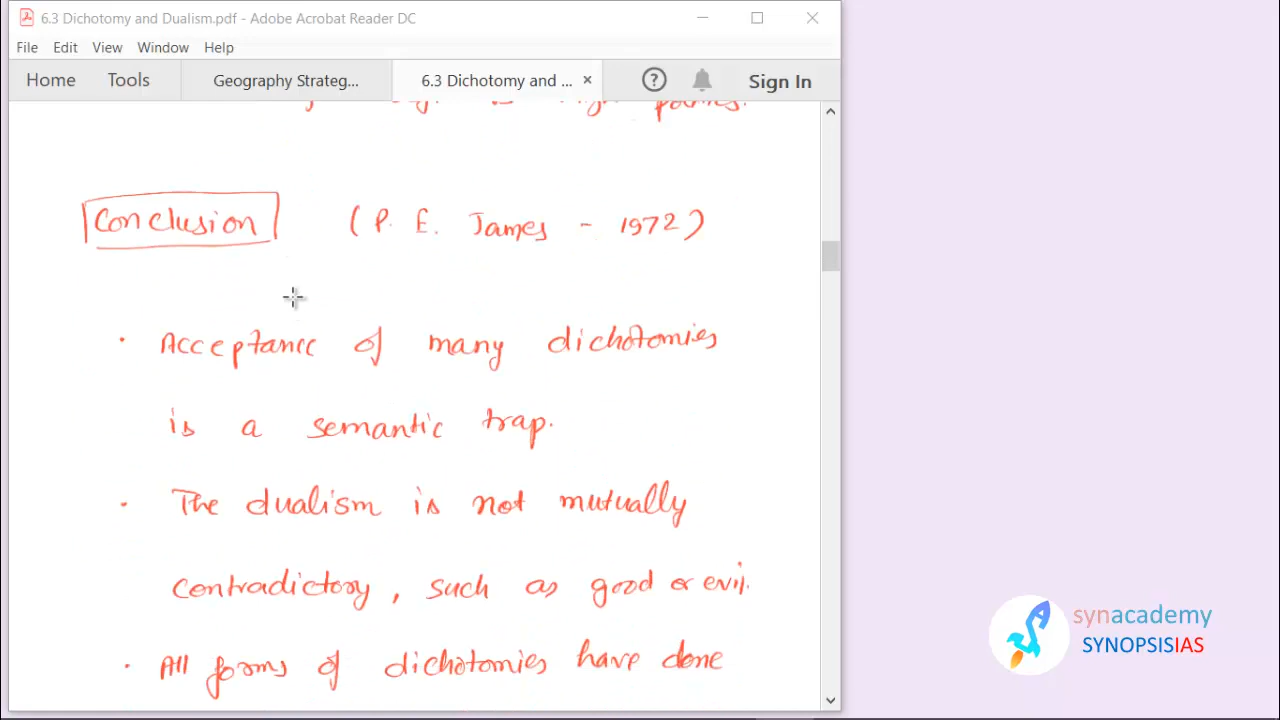 6.3 Dichotomy and Dualism.pdf - Adobe Acrobat Reader DC
File Edit View Window Help
Home Tools Geography Strateg... 6.3 Dichotomy and ... × ? Sign In
Conclusion (P. E. James - 1972)
· Acceptance of many dichotomies
is a semantic trap.
· The dualism is not mutually
contradictory, such as good or evil.
· All forms of dichotomies have done
synacademy
SYNOPSISIAS